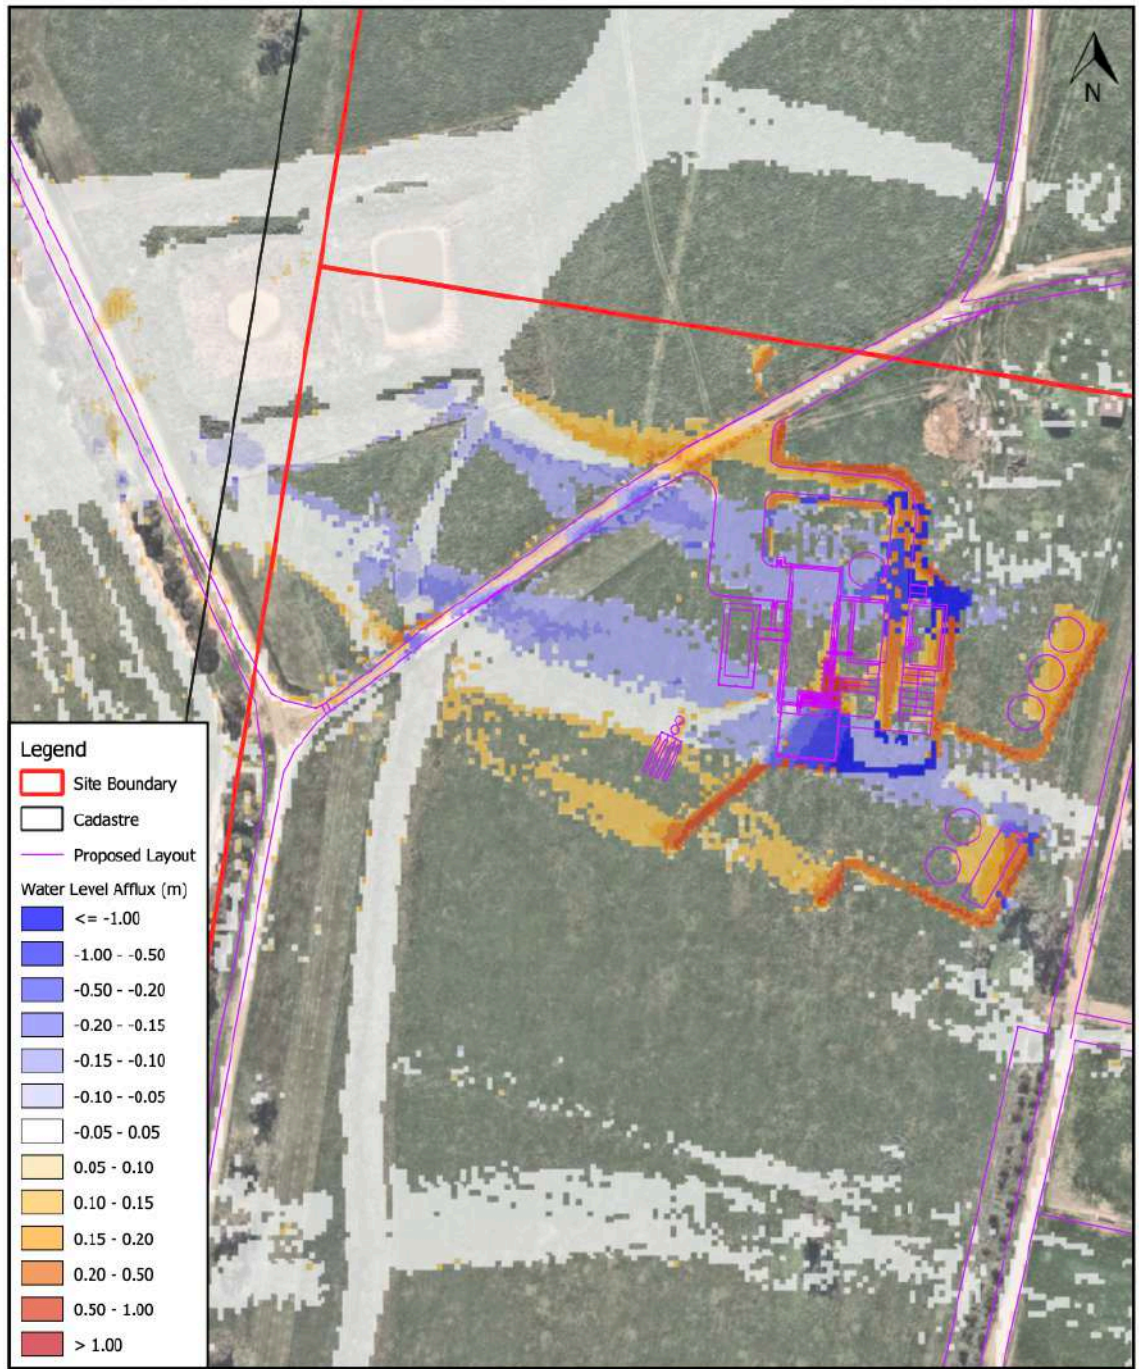 N
Legend
Site Boundary
Cadastre
Proposed Layout
Water Level Afflux (m)
<= -1.00
-1.00 - -0.50
-0.50 - -0.20
-0.20 - -0.15
-0.15 - -0.10
-0.10 - -0.05
-0.05 - 0.05
0.05 - 0.10
0.10 - 0.15
0.15 - 0.20
0.20 - 0.50
0.50 - 1.00
> 1.00